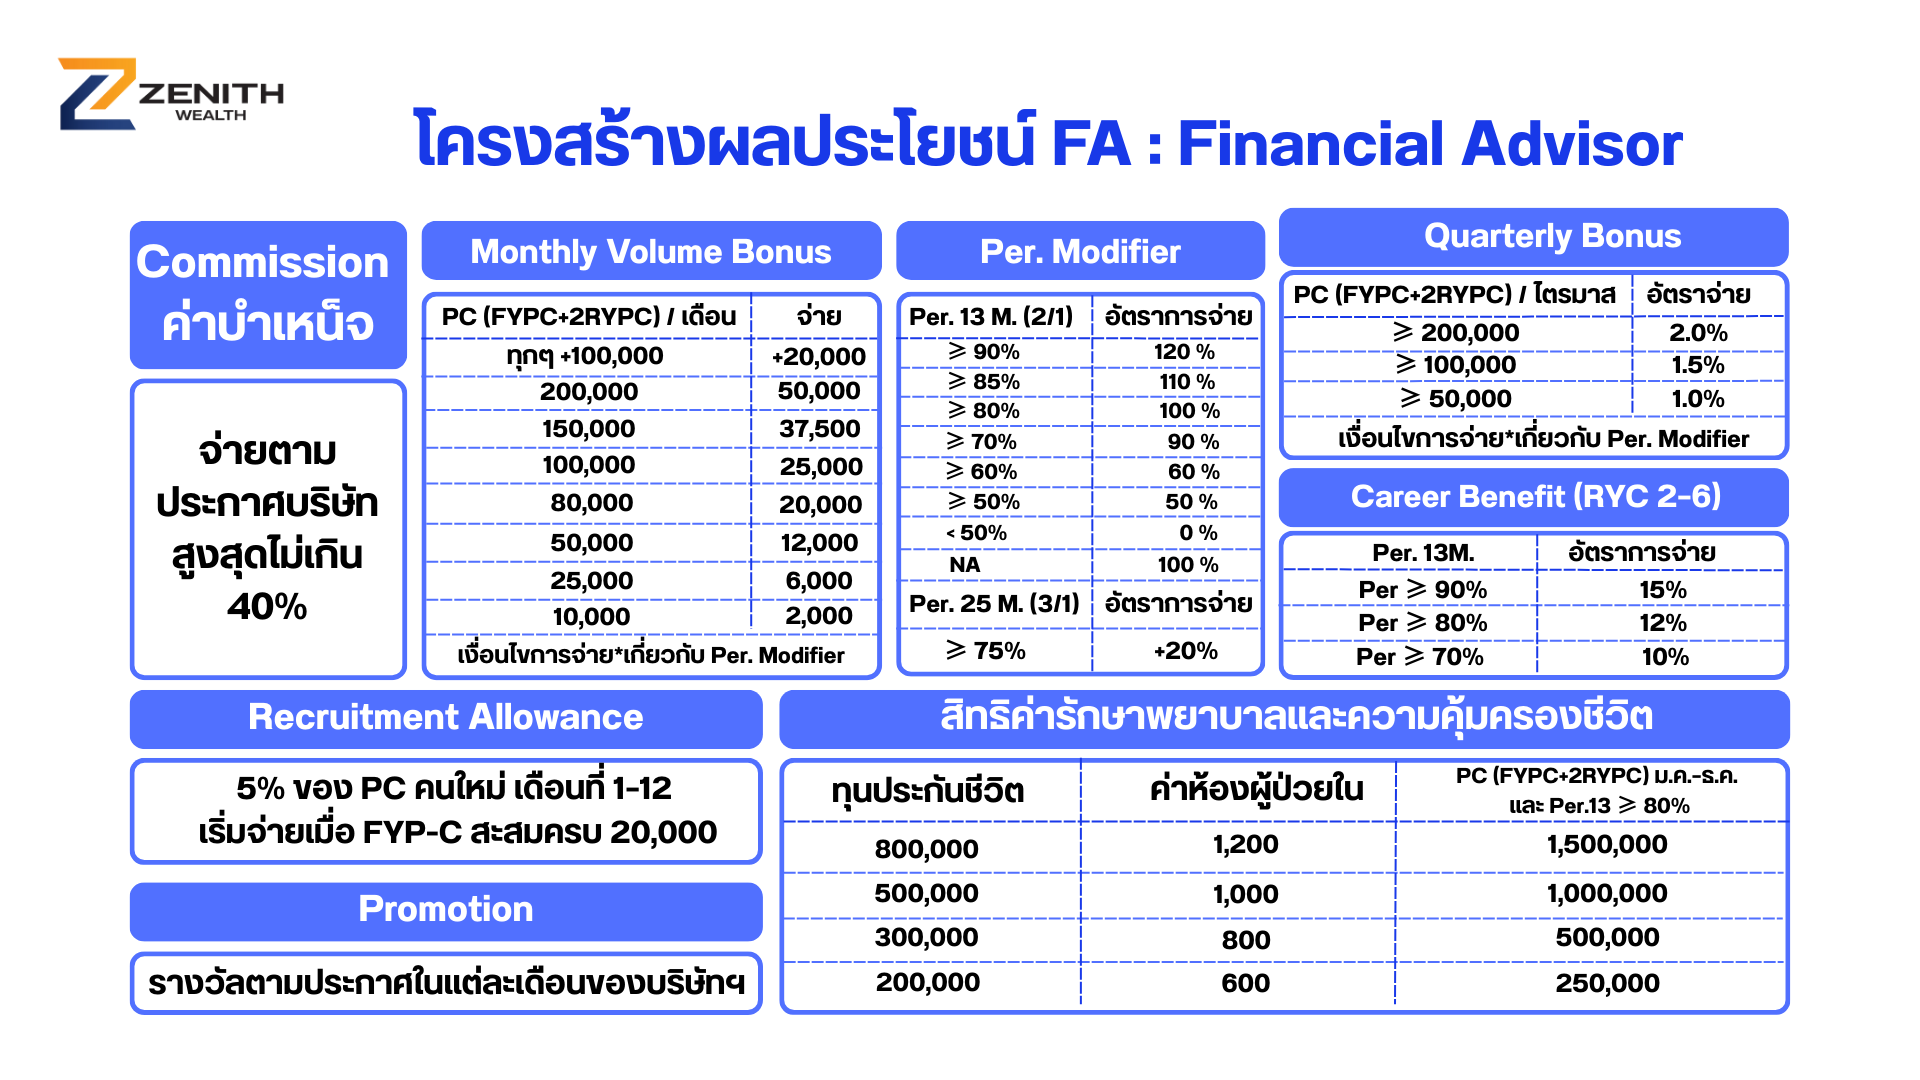 ZENITH
WEALTH
โครงสร้างผลประโยชน์ FA : Financial Advisor
Commission
ค่าบำเหน็จ
จ่ายตาม
ประกาศบริษัท
สูงสุดไม่เกิน
40%
Monthly Volume Bonus
PC (FYPC+2RYPC) / เดือน จ่าย
ทุกๆ +100,000 +20,000
200,000 50,000
150,000 37,500
100,000 25,000
80,000 20,000
50,000 12,000
25,000 6,000
10,000 2,000
เงื่อนไขการจ่าย*เกี่ยวกับ Per. Modifier
Per. Modifier
Per. 13 M. (2/1) อัตราการจ่าย
⩾ 90% 120 %
⩾ 85% 110 %
⩾ 80% 100 %
⩾ 70% 90 %
⩾ 60% 60 %
⩾ 50% 50 %
< 50% 0 %
NA 100 %
Per. 25 M. (3/1) อัตราการจ่าย
⩾ 75% +20%
Quarterly Bonus
PC (FYPC+2RYPC) / ไตรมาส อัตราจ่าย
⩾ 200,000 2.0%
⩾ 100,000 1.5%
⩾ 50,000 1.0%
เงื่อนไขการจ่าย*เกี่ยวกับ Per. Modifier
Career Benefit (RYC 2-6)
Per. 13M. อัตราการจ่าย
Per ⩾ 90% 15%
Per ⩾ 80% 12%
Per ⩾ 70% 10%
Recruitment Allowance
5% ของ PC คนใหม่ เดือนที่ 1-12
เริ่มจ่ายเมื่อ FYP-C สะสมครบ 20,000
Promotion
รางวัลตามประกาศในแต่ละเดือนของบริษัทฯ
สิทธิค่ารักษาพยาบาลและความคุ้มครองชีวิต
ทุนประกันชีวิต ค่าห้องผู้ป่วยใน PC (FYPC+2RYPC) ม.ค.-ธ.ค.
และ Per.13 ⩾ 80%
800,000 1,200 1,500,000
500,000 1,000 1,000,000
300,000 800 500,000
200,000 600 250,000